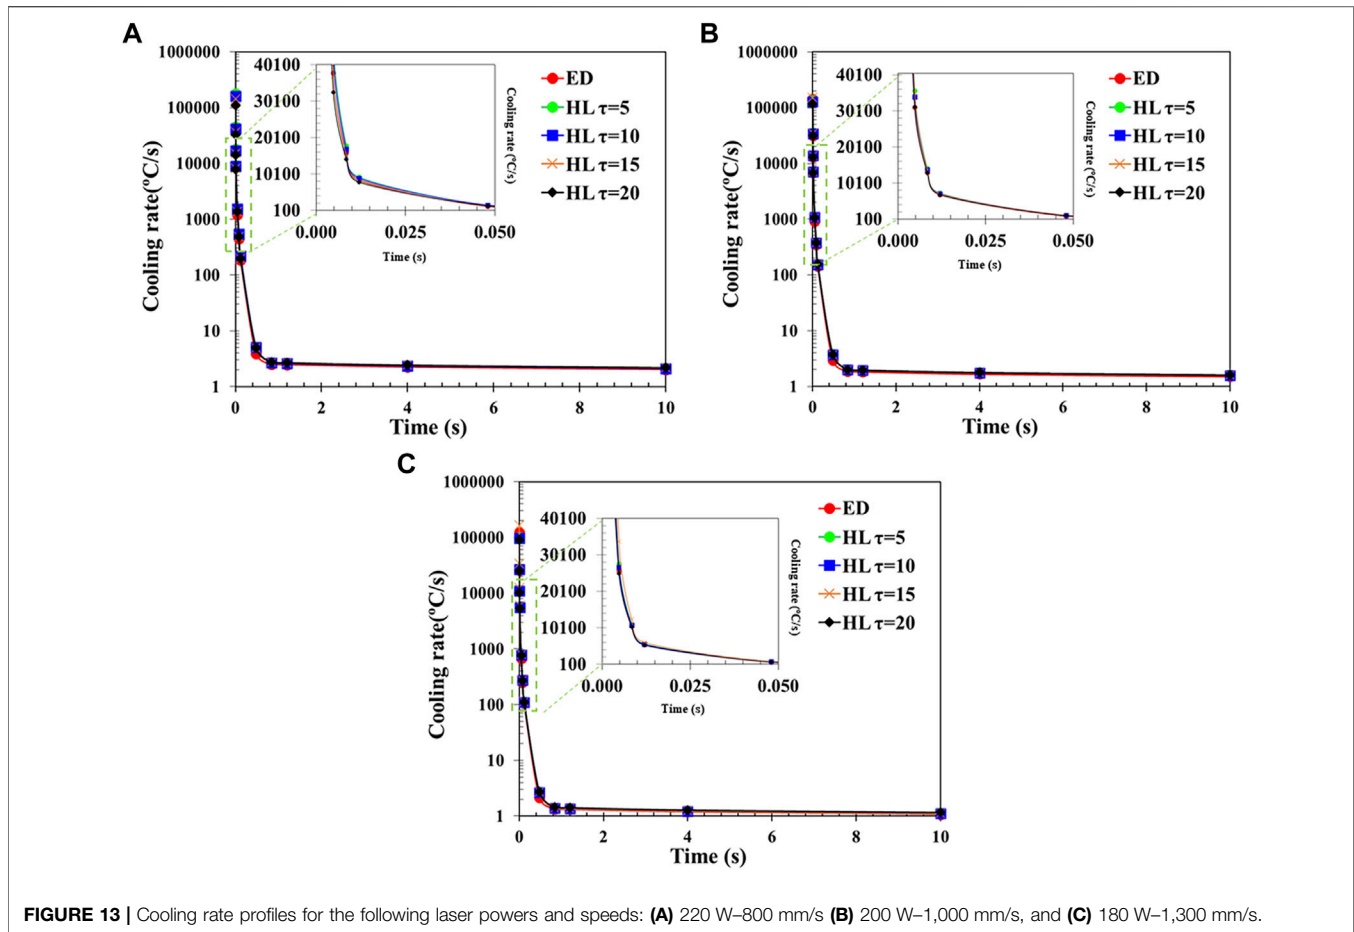 A
Cooling rate(°C/s)
1000000
100000
10000
1000
100
10
1
0 2 4 6 8 10
Time (s)
40100
30100
20100
10100
100
0.000 0.025 0.050
Time (s)
Cooling rate (°C/s)
ED
HL τ=5
HL τ=10
HL τ=15
HL τ=20
B
Cooling rate(°C/s)
1000000
100000
10000
1000
100
10
1
0 2 4 6 8 10
Time (s)
40100
30100
20100
10100
100
0.000 0.025 0.050
Time (s)
Cooling rate (°C/s)
ED
HL τ=5
HL τ=10
HL τ=15
HL τ=20
C
Cooling rate(°C/s)
1000000
100000
10000
1000
100
10
1
0 2 4 6 8 10
Time (s)
40100
30100
20100
10100
100
0.000 0.025 0.050
Time (s)
Cooling rate (°C/s)
ED
HL τ=5
HL τ=10
HL τ=15
HL τ=20
FIGURE 13 | Cooling rate profiles for the following laser powers and speeds: (A) 220 W–800 mm/s (B) 200 W–1,000 mm/s, and (C) 180 W–1,300 mm/s.